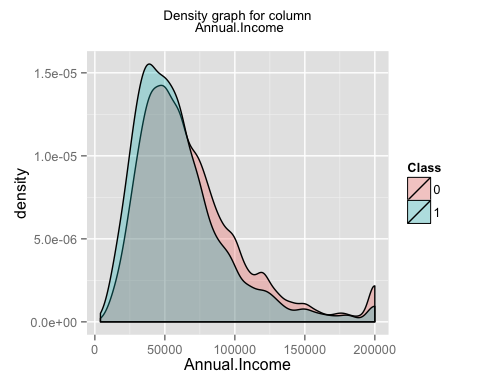 Density graph for column
Annual.Income
1.5e-05
1.0e-05
5.0e-06
0.0e+00
density
0
50000
100000
150000
200000
Annual.Income
Class
0
1